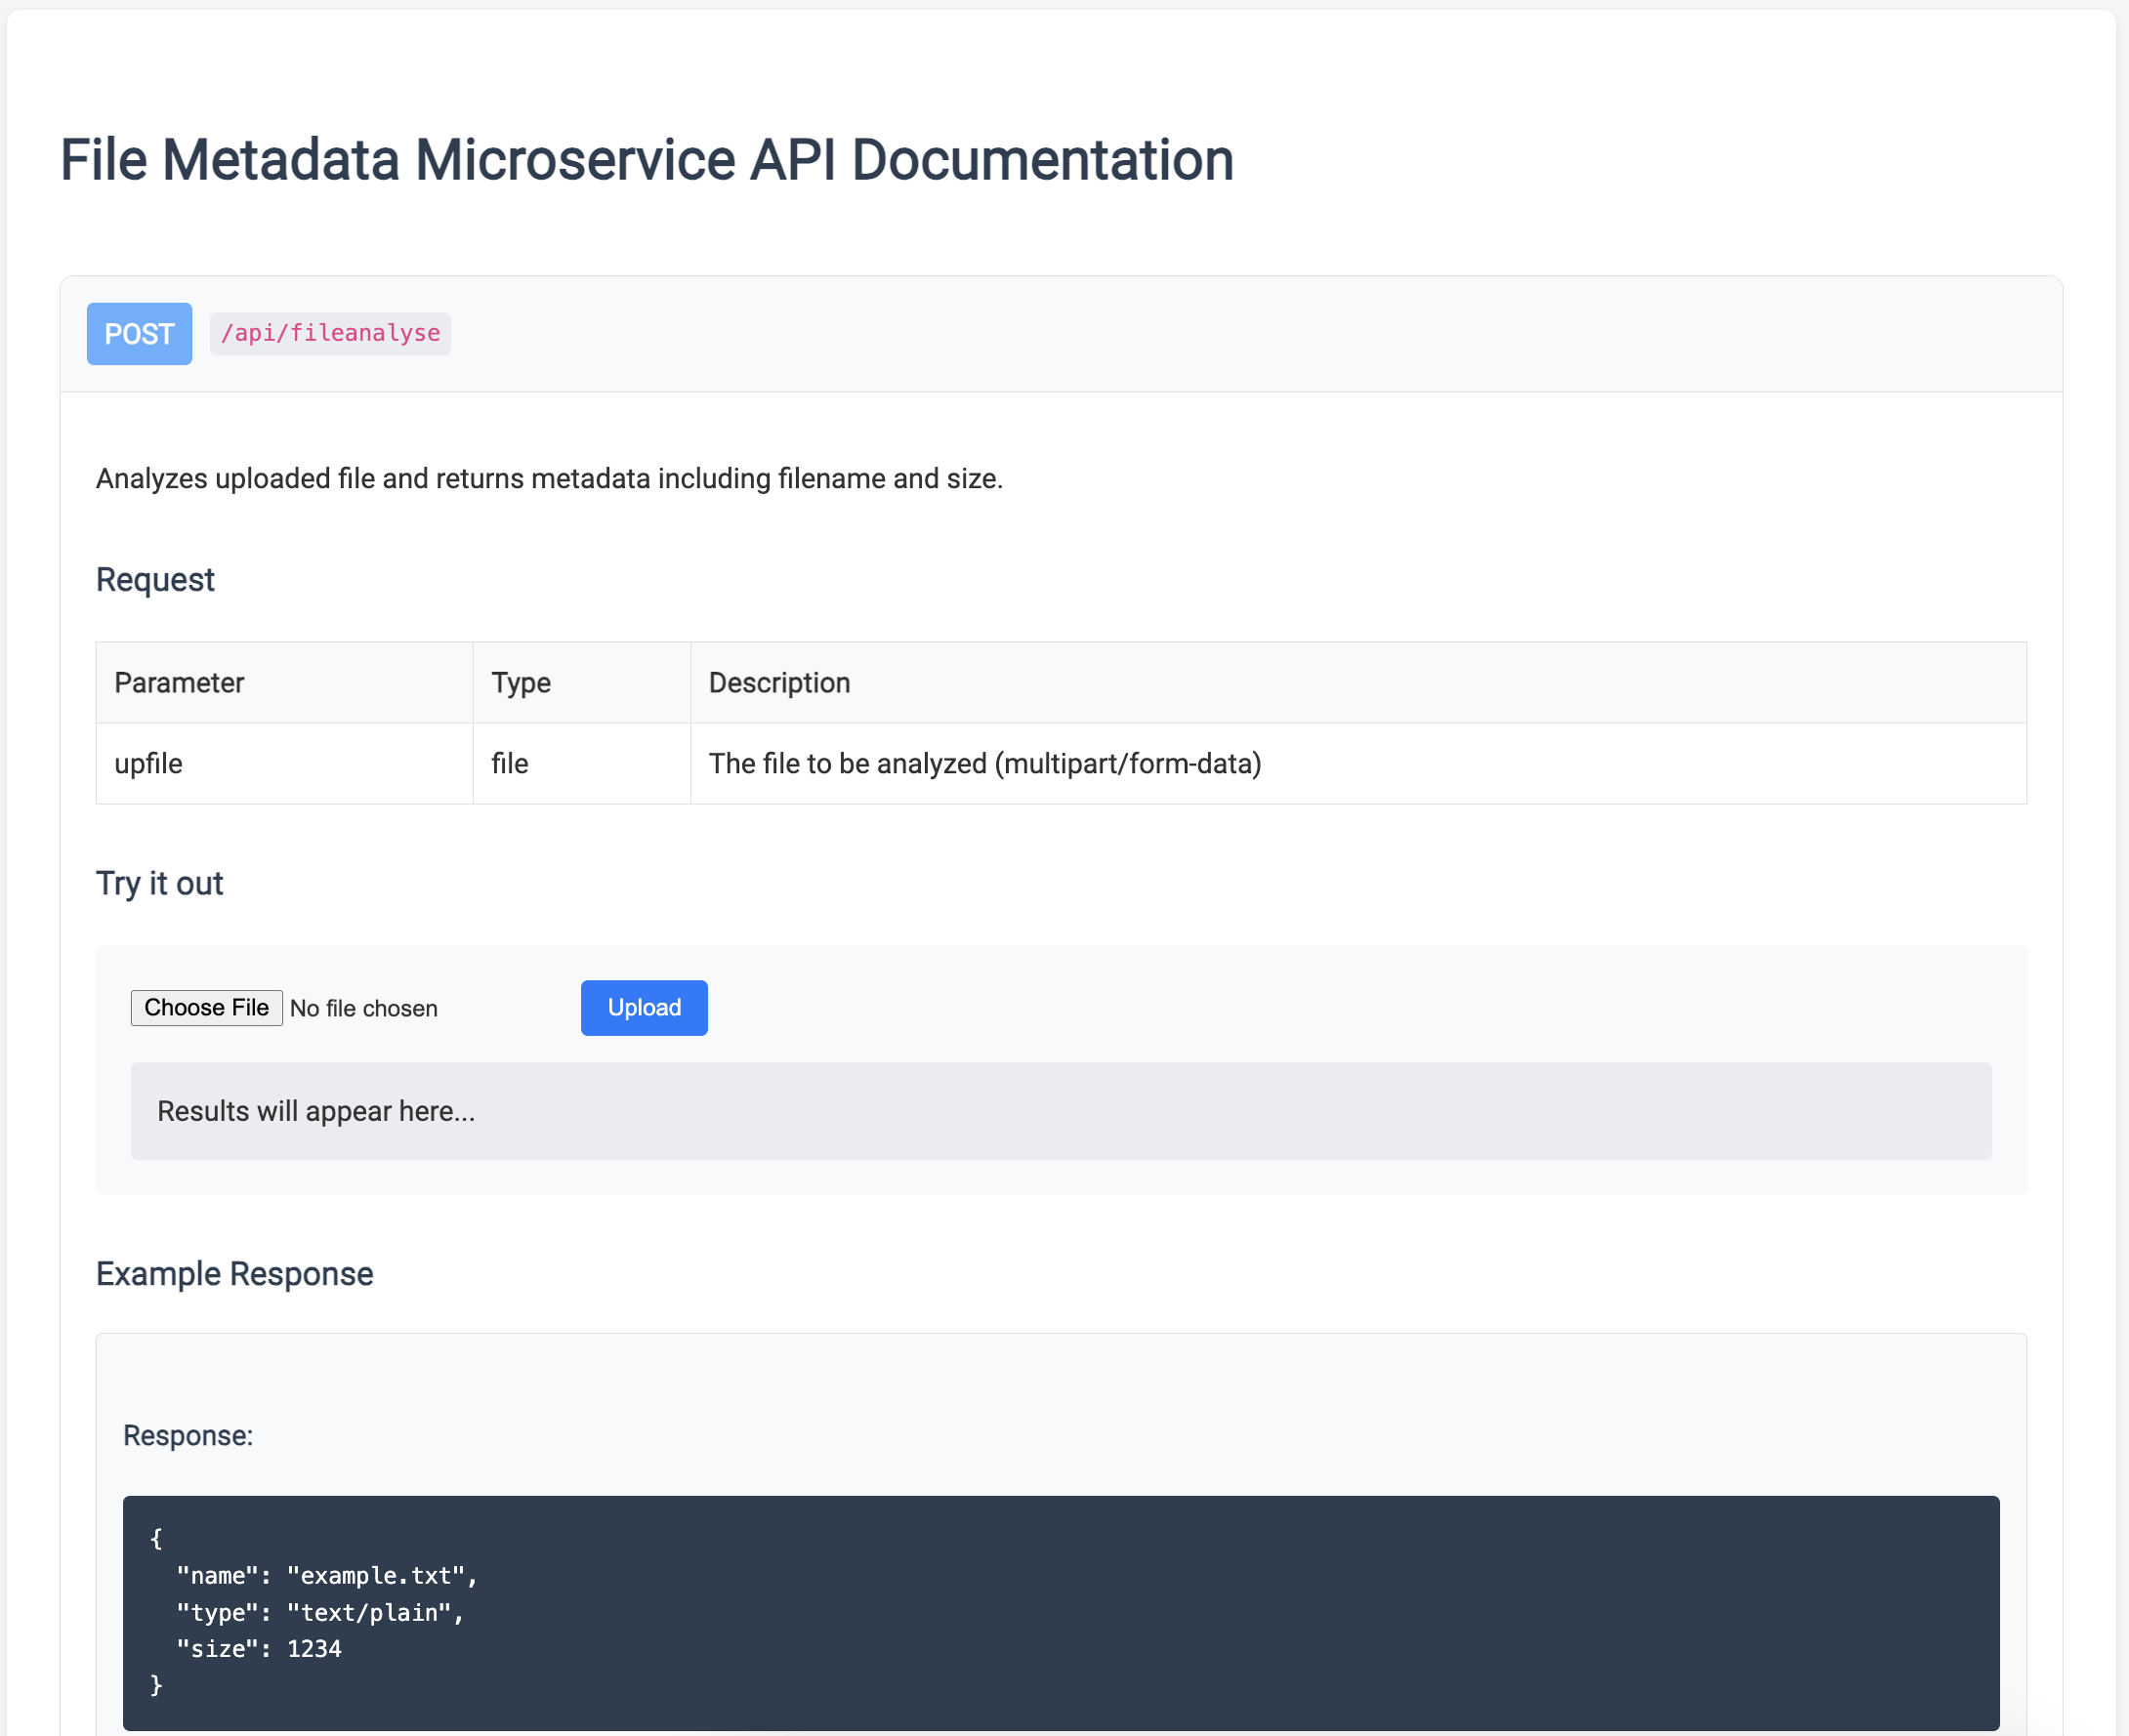 File Metadata Microservice API Documentation
POST /api/fileanalyse
Analyzes uploaded file and returns metadata including filename and size.
Request
Parameter Type Description
upfile file The file to be analyzed (multipart/form-data)
Try it out
Choose File No file chosen Upload
Results will appear here...
Example Response
Response:
{
  "name": "example.txt",
  "type": "text/plain",
  "size": 1234
}